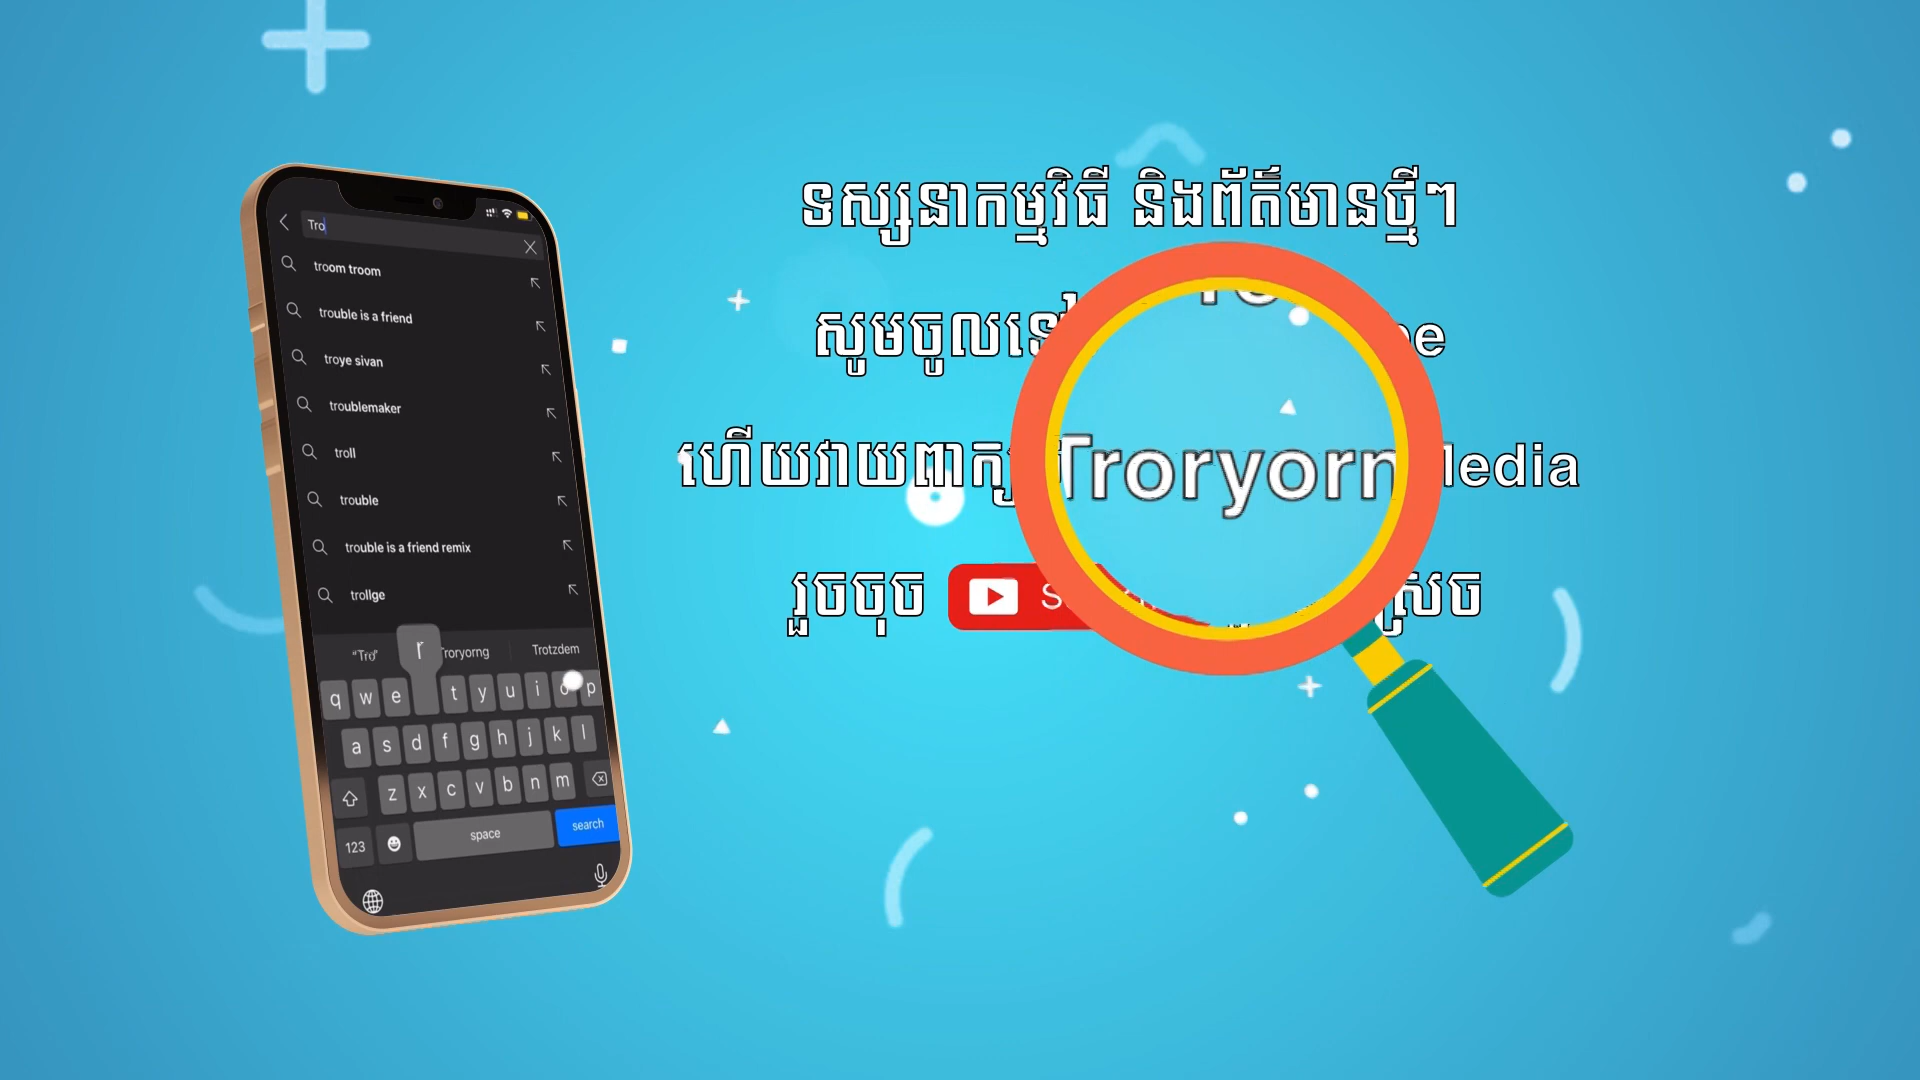 Tro
troom troom
trouble is a friend
troye sivan
troublemaker
troll
trouble
trouble is a friend remix
trollge
“Tro” r Troryorng Trotzdem
q w e t y u i o p
a s d f g h j k l
z x c v b n m
123 space search
ទស្សនាកម្មវិធី និងព័ត៌មានថ្មីៗ
សូមចូលទៅ
ហើយវាយពាក្យ Troryorn Media
រួចចុច